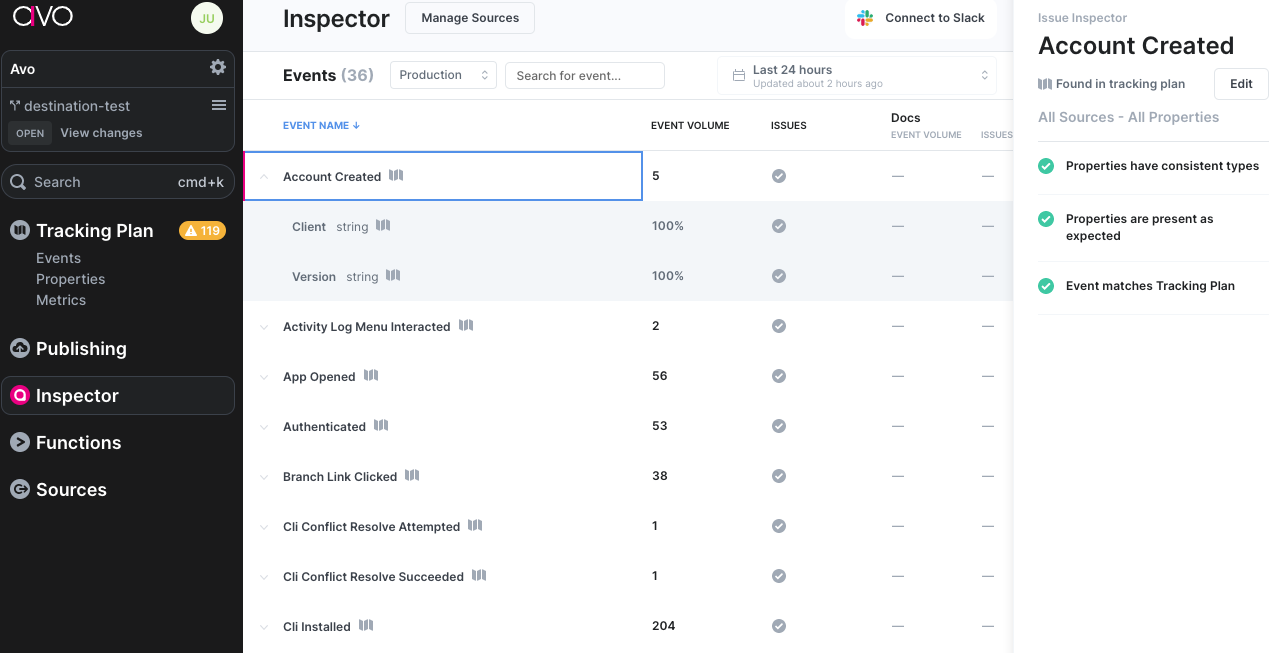 avo
JU
Avo
destination-test
OPEN View changes
Search cmd+k
Tracking Plan 119
Events
Properties
Metrics
Publishing
Inspector
Functions
Sources
Inspector Manage Sources Connect to Slack
Events (36) Production Search for event... Last 24 hours
Updated about 2 hours ago
EVENT NAME ↓ EVENT VOLUME ISSUES Docs
EVENT VOLUME ISSUES
Account Created 5 — —
Client string 100% — —
Version string 100% — —
Activity Log Menu Interacted 2 — —
App Opened 56 — —
Authenticated 53 — —
Branch Link Clicked 38 — —
Cli Conflict Resolve Attempted 1 — —
Cli Conflict Resolve Succeeded 1 — —
Cli Installed 204 — —
Issue Inspector
Account Created
Found in tracking plan Edit
All Sources - All Properties
Properties have consistent types
Properties are present as
expected
Event matches Tracking Plan